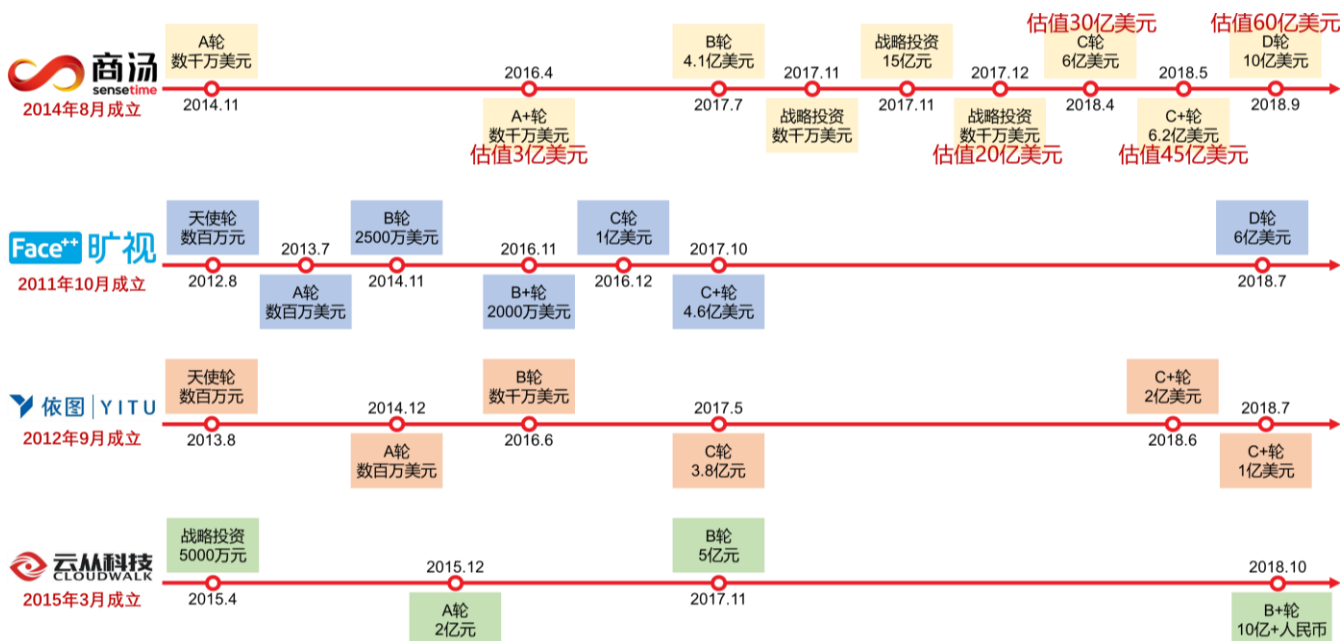 估值30亿美元
估值60亿美元
A轮
数千万美元
B轮
4.1亿美元
战略投资
15亿元
C轮
6亿美元
D轮
10亿美元
商汤
sensetime
2014年8月成立
2016.4
2017.11
2017.12
2018.5
2014.11
2017.7
2017.11
2018.4
2018.9
A+轮
数千万美元
估值3亿美元
战略投资
数千万美元
战略投资
数千万美元
估值20亿美元
C+轮
6.2亿美元
估值45亿美元
天使轮
数百万元
B轮
2500万美元
C轮
1亿美元
D轮
6亿美元
Face++ 旷视
2011年10月成立
2013.7
2016.11
2017.10
2012.8
2014.11
2016.12
2018.7
A轮
数百万美元
B+轮
2000万美元
C+轮
4.6亿美元
天使轮
数百万元
B轮
数千万美元
C+轮
2亿美元
依图 | YITU
2012年9月成立
2014.12
2017.5
2018.7
2013.8
2016.6
2018.6
A轮
数百万美元
C轮
3.8亿元
C+轮
1亿美元
战略投资
5000万元
B轮
5亿元
云从科技
CLOUDWALK
2015年3月成立
2015.12
2018.10
2015.4
2017.11
A轮
2亿元
B+轮
10亿+人民币